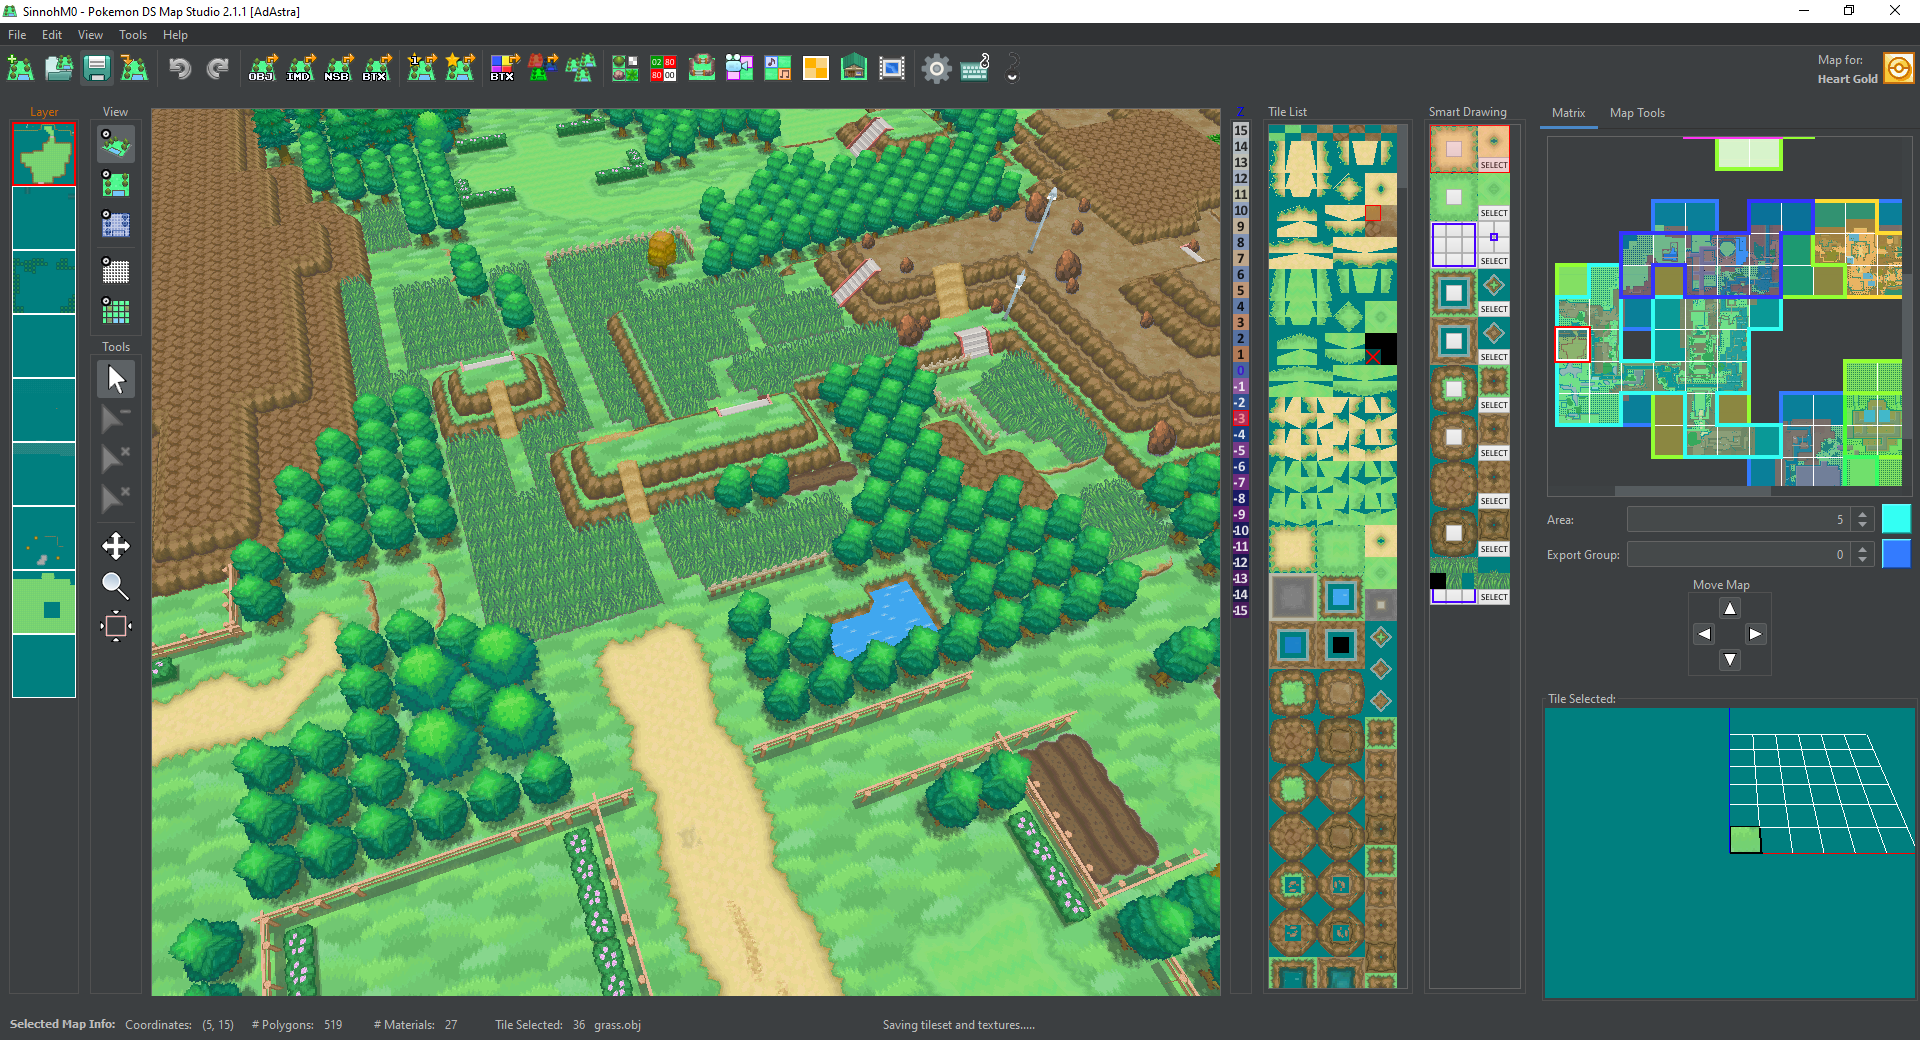 SinnohM0 - Pokemon DS Map Studio 2.1.1 [AdAstra]
File Edit View Tools Help
OBJ IMD NSB BTX 1 BTX 02 80 80 00
Map for:
Heart Gold
Layer
View
Tools
Z
15
14
13
12
11
10
9
8
7
6
5
4
3
2
1
0
-1
-2
-3
-4
-5
-6
-7
-8
-9
-10
-11
-12
-13
-14
-15
Tile List
Smart Drawing
SELECT
SELECT
SELECT
SELECT
SELECT
SELECT
SELECT
SELECT
SELECT
SELECT
Matrix Map Tools
Area: 5
Export Group: 0
Move Map
Tile Selected:
Selected Map Info: Coordinates: (5, 15) # Polygons: 519 # Materials: 27 Tile Selected: 36 grass.obj Saving tileset and textures.....